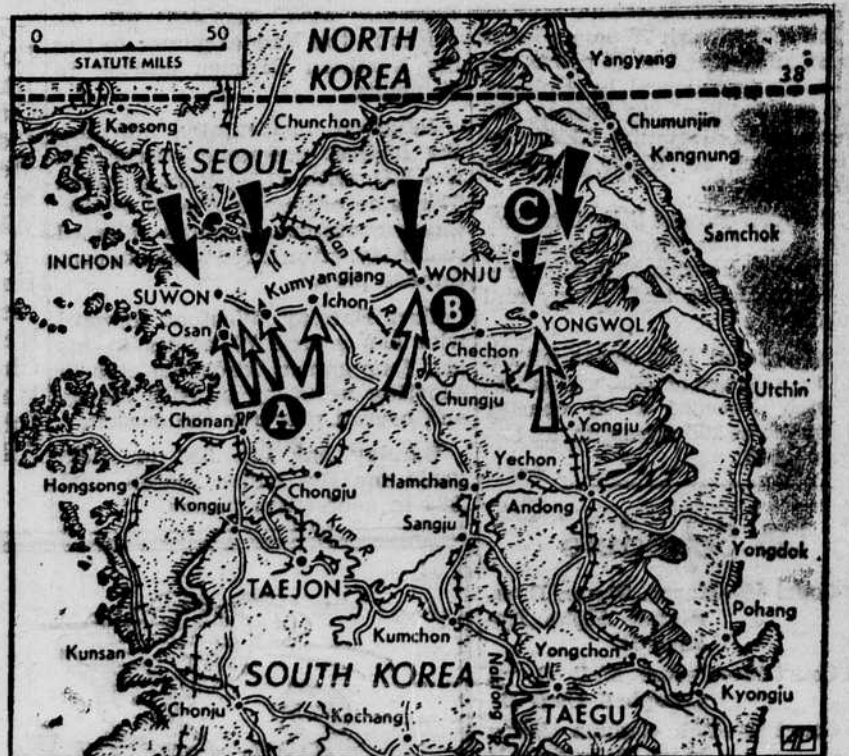 0 50
STATUTE MILES
NORTH
KOREA
Yangyang
38°
Kaesong
Chunchon
Chumunjin
SEOUL
Kangnung
C
Han
Samchok
INCHON
WONJU
Kumyangjang
SUWON
Ichon
B
R.
YONGWOL
Osan
Chechon
Utchin
Chungju
A
Chonan
Yongju
Yechon
Hongsong
Chongju
Hamchang
Andong
Kongju
Kum R.
Sangju
Yongdok
TAEJON
Pohang
Kumchon
Yongchon
Kunsan
SOUTH KOREA
Naktong R.
Kyongju
TAEGU
Chonju
Kochang
AP